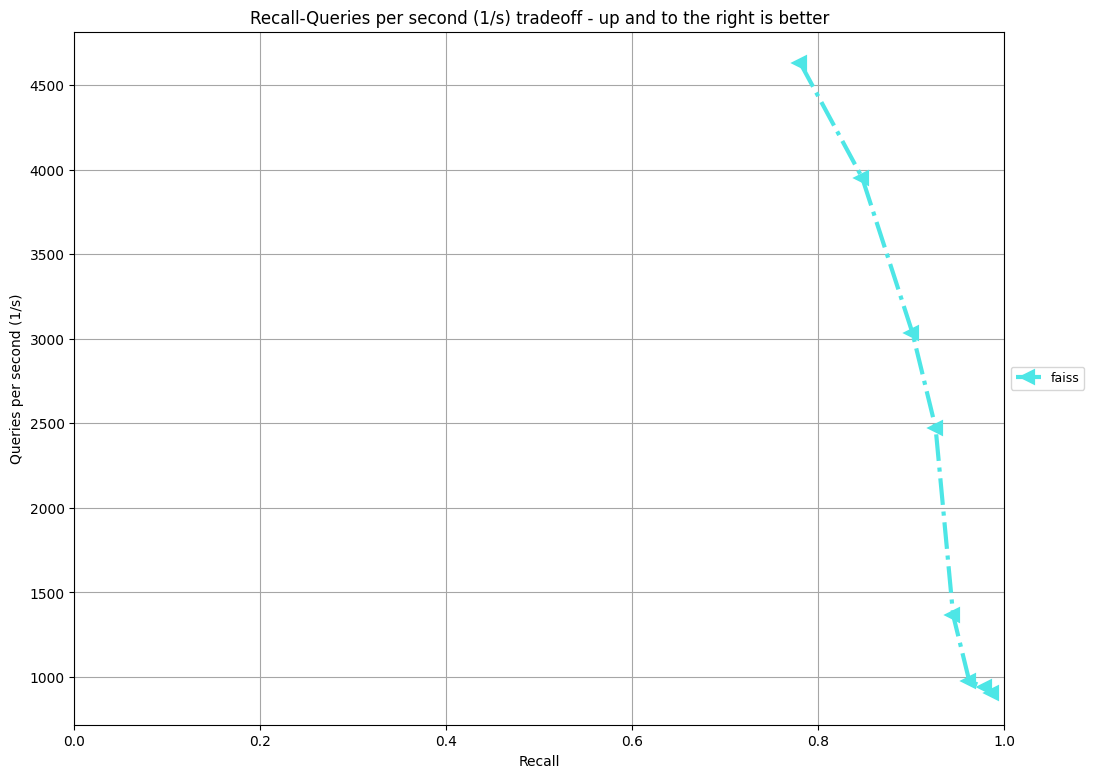 Recall-Queries per second (1/s) tradeoff - up and to the right is better
Queries per second (1/s)
4500
4000
3500
3000
2500
2000
1500
1000
0.0 0.2 0.4 0.6 0.8 1.0
Recall
faiss